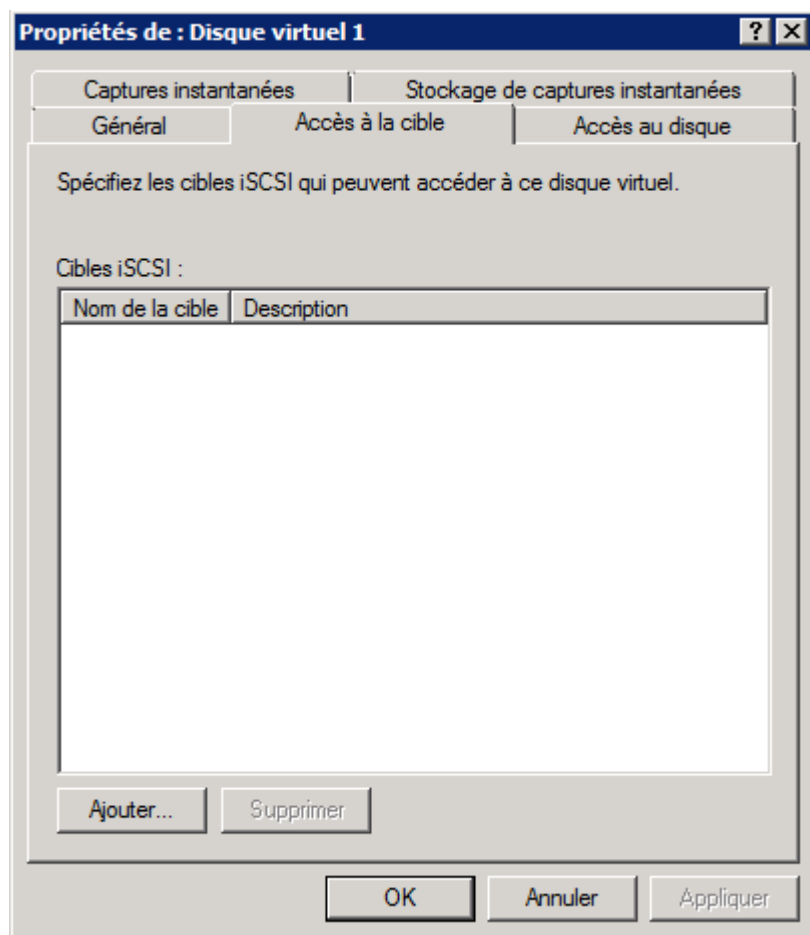 Propriétés de : Disque virtuel 1
Captures instantanées Stockage de captures instantanées
Général Accès à la cible Accès au disque
Spécifiez les cibles iSCSI qui peuvent accéder à ce disque virtuel.
Cibles iSCSI :
Nom de la cible Description
Ajouter... Supprimer
OK Annuler Appliquer